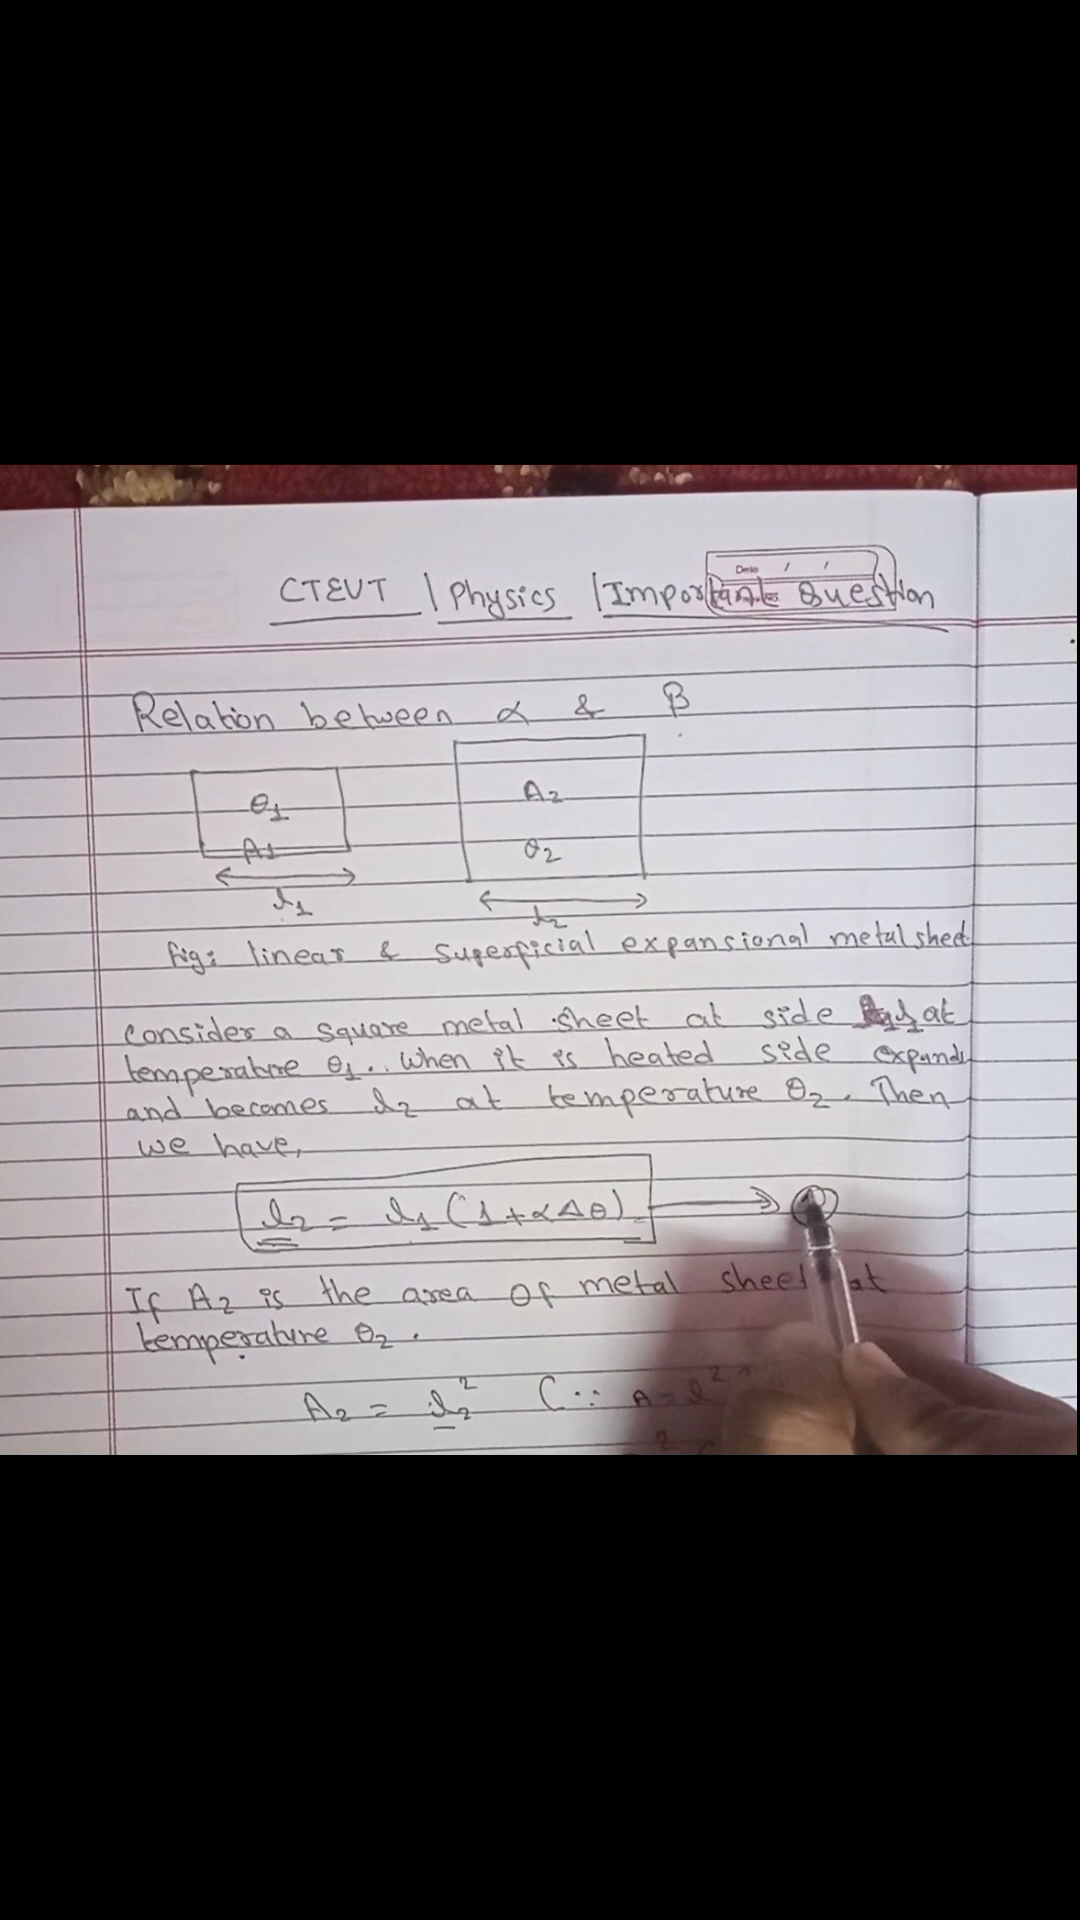 CTEVT | Physics | Important Question
Date / /
Relation between α & β
θ1
A1
l1
A2
θ2
l2
fig: linear & Superficial expansional metal sheet
Consider a square metal sheet at side l1 at
temperature θ1. When it is heated side expands
and becomes l2 at temperature θ2. Then
we have,
l2 = l1 (1+αΔθ) → 1
If A2 is the area of metal sheet at
temperature θ2.
A2 = l2² (∵ A = l²